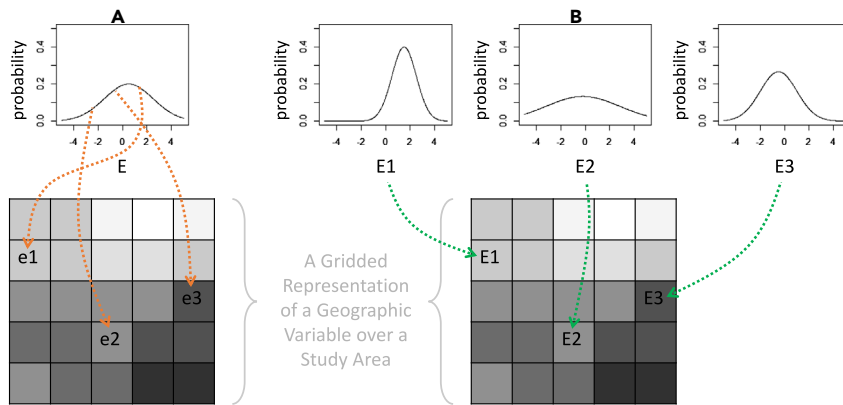 A
B
probability
0.4
0.2
0.0
-4 -2 0 2 4
E
probability
0.4
0.2
0.0
-4 -2 0 2 4
E1
probability
0.4
0.2
0.0
-4 -2 0 2 4
E2
probability
0.4
0.2
0.0
-4 -2 0 2 4
E3
e1
e3
e2
A Gridded
Representation
of a Geographic
Variable over a
Study Area
E1
E3
E2